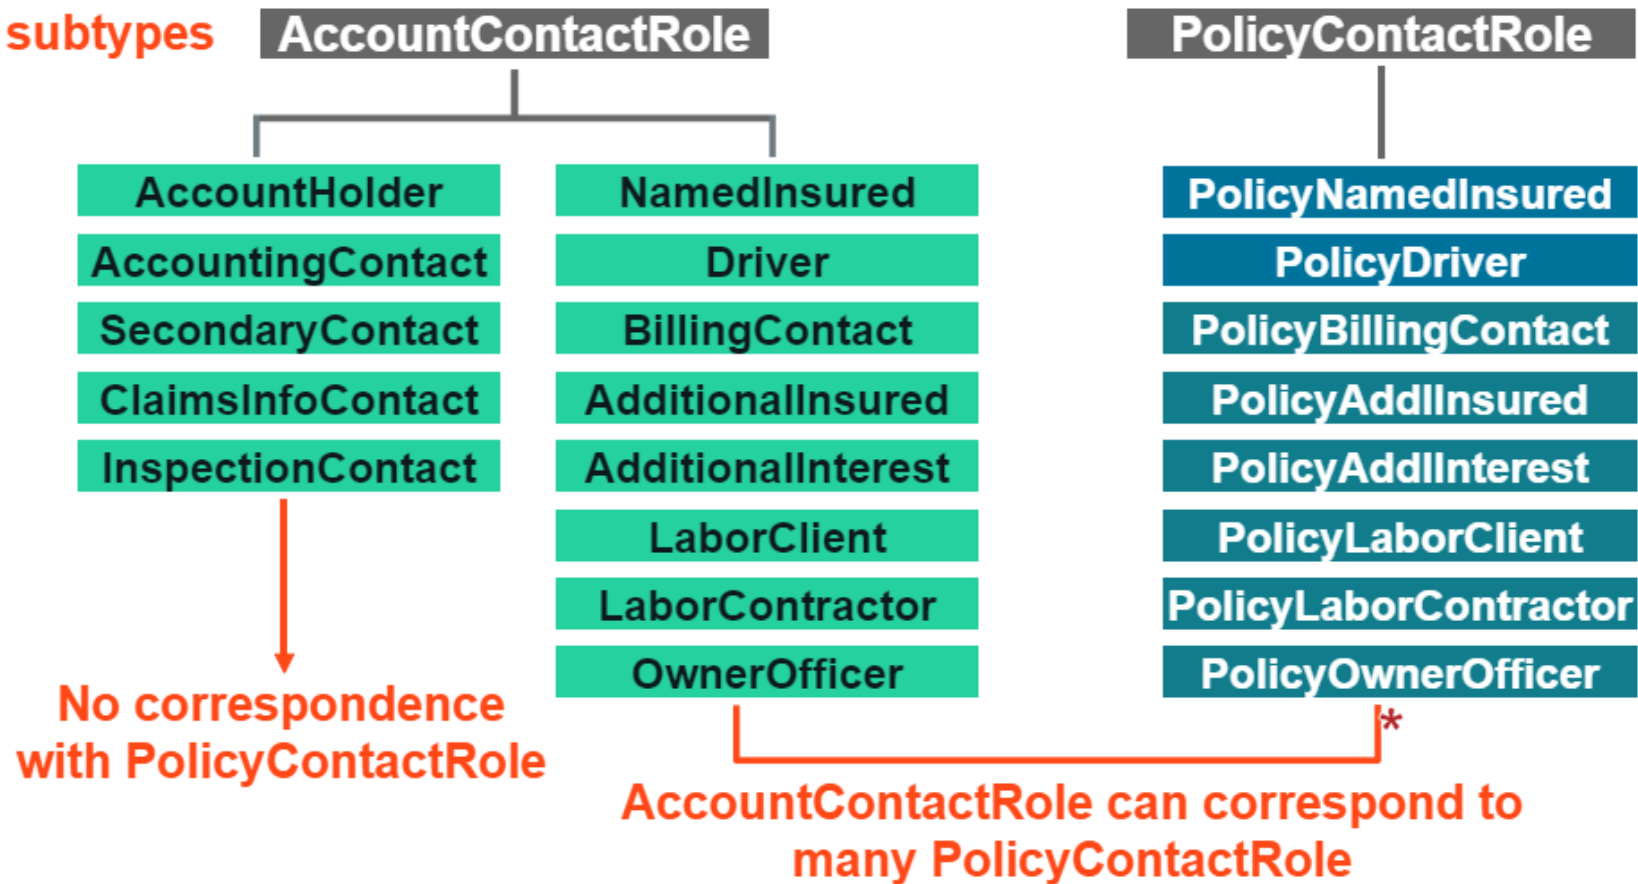 subtypes
AccountContactRole
PolicyContactRole
AccountHolder
AccountingContact
SecondaryContact
ClaimsInfoContact
InspectionContact
No correspondence
with PolicyContactRole
NamedInsured
Driver
BillingContact
AdditionalInsured
AdditionalInterest
LaborClient
LaborContractor
OwnerOfficer
PolicyNamedInsured
PolicyDriver
PolicyBillingContact
PolicyAddlInsured
PolicyAddlInterest
PolicyLaborClient
PolicyLaborContractor
PolicyOwnerOfficer
*
AccountContactRole can correspond to
many PolicyContactRole